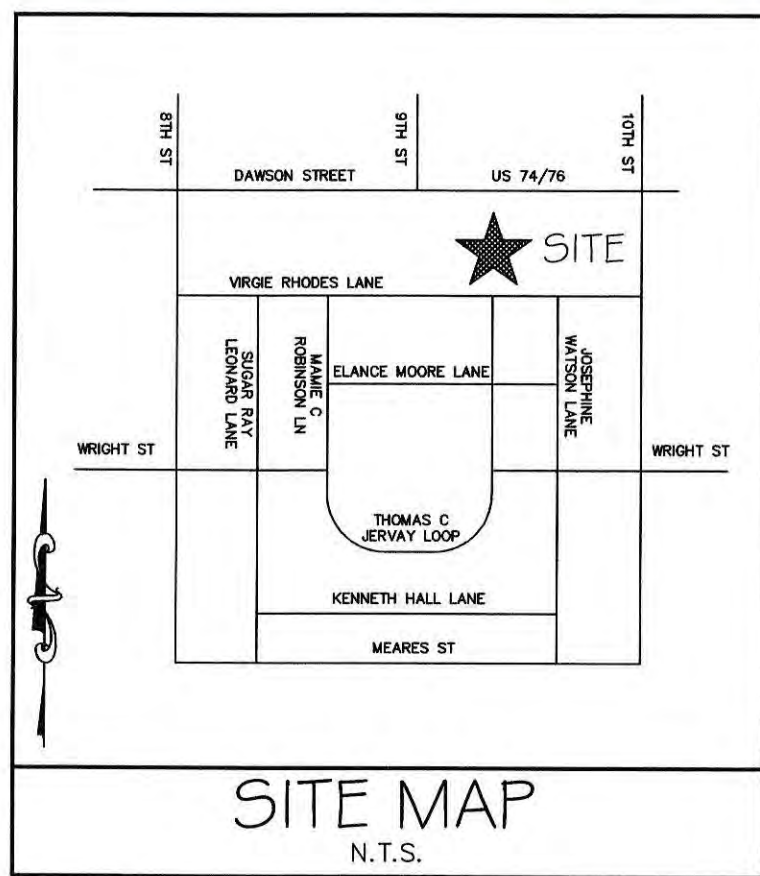 8TH ST
9TH ST
10TH ST
DAWSON STREET
US 74/76
SITE
VIRGIE RHODES LANE
SUGAR RAY
LEONARD LANE
MAMIE C
ROBINSON LN
ELANCE MOORE LANE
JOSEPHINE
WATSON LANE
WRIGHT ST
WRIGHT ST
THOMAS C
JERVAY LOOP
KENNETH HALL LANE
MEARES ST
SITE MAP
N.T.S.